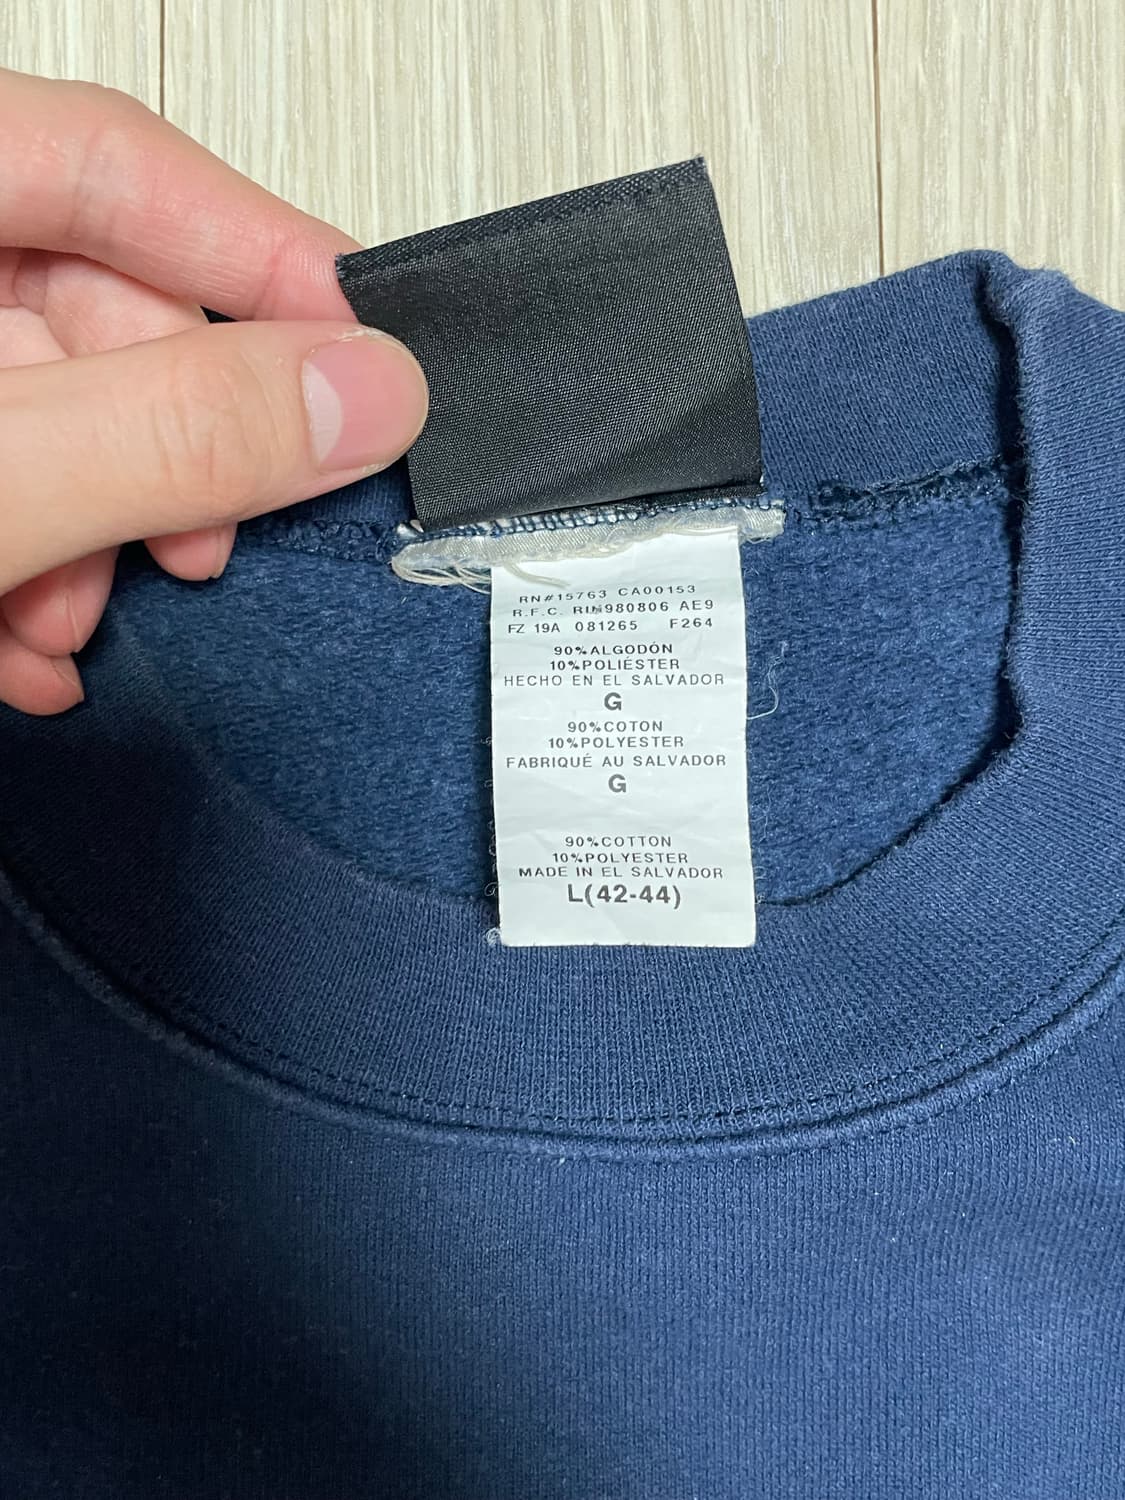 RN#15763 CA00153
R.F.C. RIN980806 AE9
FZ 19A 081265 F264
90%ALGODÓN
10%POLIÉSTER
HECHO EN EL SALVADOR
G
90%COTON
10%POLYESTER
FABRIQUÉ AU SALVADOR
G
90%COTTON
10%POLYESTER
MADE IN EL SALVADOR
L(42-44)